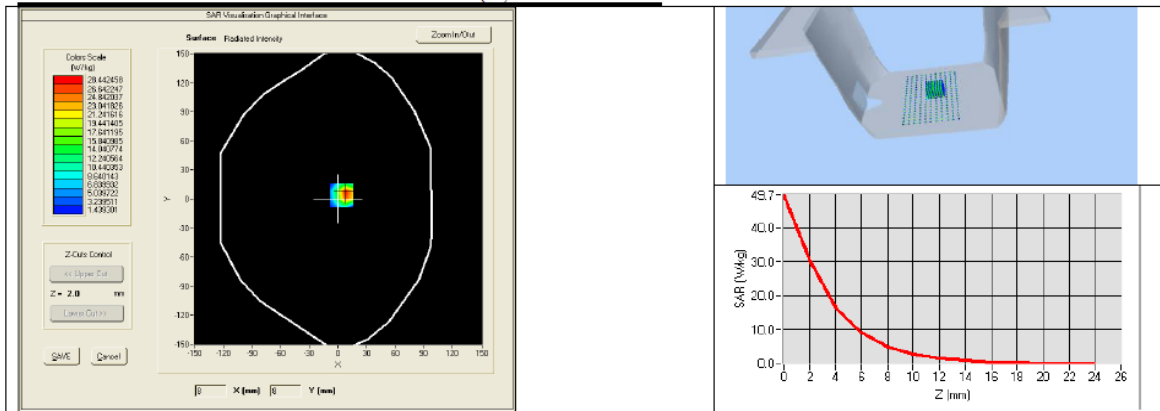 SAR Visualisation Graphical Interface
Surface Radiated Intensity
Zoom In/Out
Colors Scale
(W/kg)
28.442458
26.642247
24.842037
23.041826
21.241616
19.441405
17.641195
15.840985
14.040774
12.240564
10.440353
8.640143
6.839932
5.039722
3.239511
1.439301
150
120
90
60
30
0
-30
-60
-90
-120
-150
Y
-150 -120 -90 -60 -30 0 30 60 90 120 150
X
Z-Cuts Control
<< Upper Cut
Z = 2.0 mm
Lower Cut >>
SAVE Cancel
8 X (mm) 8 Y (mm)
49.7
40.0
30.0
20.0
10.0
0.0
SAR (W/kg)
0 2 4 6 8 10 12 14 16 18 20 22 24 26
Z (mm)